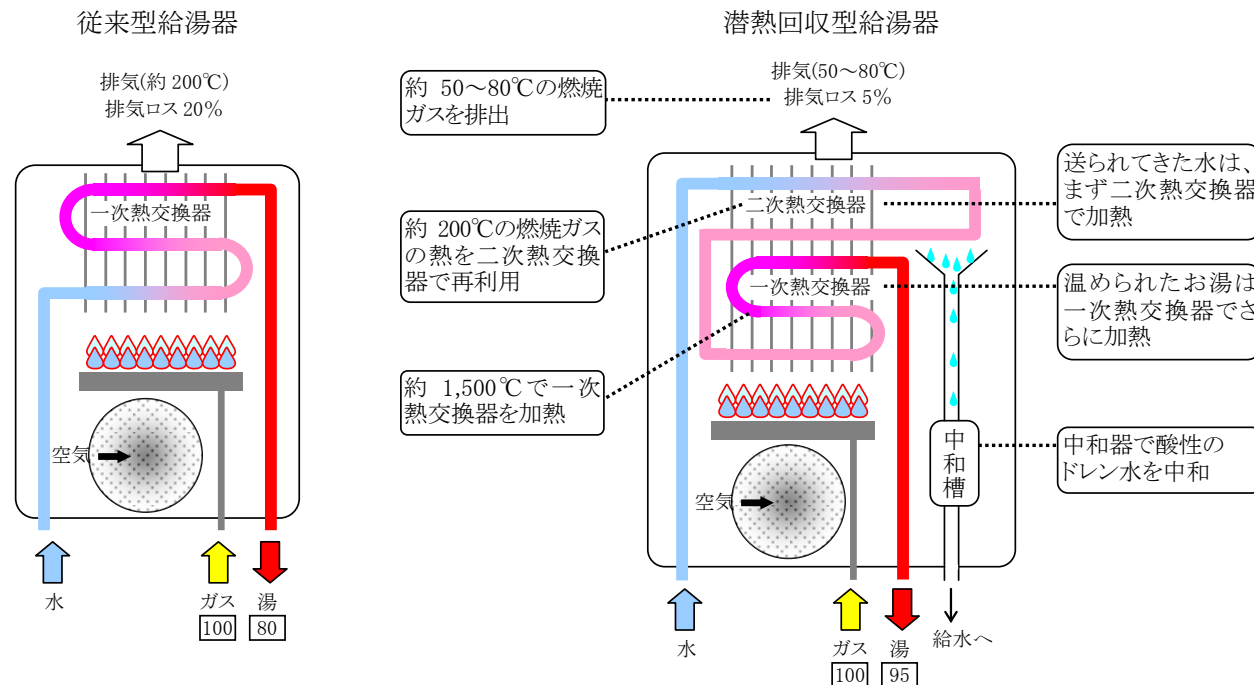 従来型給湯器
排気(約 200℃)
排気ロス 20%
一次熱交換器
空気
水
ガス
100
湯
80
潜熱回収型給湯器
排気(50～80℃)
排気ロス 5%
約 50～80℃の燃焼
ガスを排出
約 200℃の燃焼ガス
の熱を二次熱交換
器で再利用
約 1,500℃で一次
熱交換器を加熱
二次熱交換器
一次熱交換器
空気
中
和
槽
水
ガス
100
湯
95
給水へ
送られてきた水は、
まず二次熱交換器
で加熱
温められたお湯は
一次熱交換器でさ
らに加熱
中和器で酸性の
ドレン水を中和